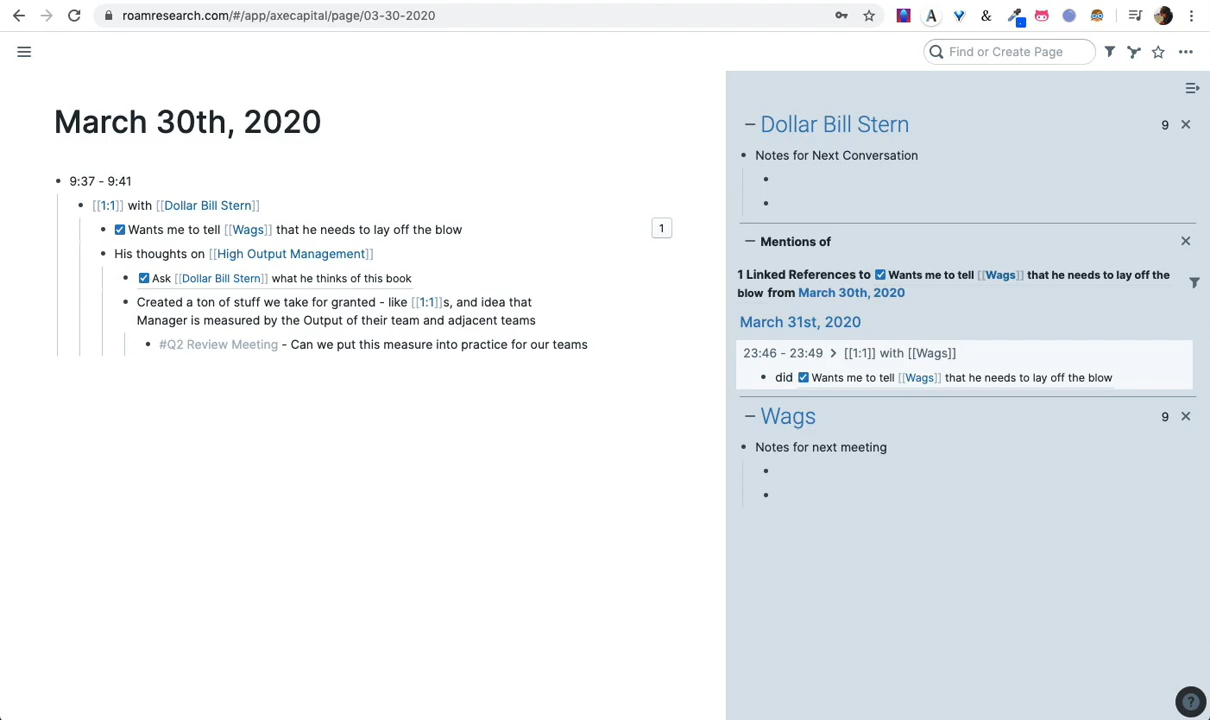 roamresearch.com/#/app/axecapital/page/03-30-2020
Find or Create Page
March 30th, 2020
9:37 - 9:41
[[1:1]] with [[Dollar Bill Stern]]
Wants me to tell [[Wags]] that he needs to lay off the blow
1
His thoughts on [[High Output Management]]
Ask [[Dollar Bill Stern]] what he thinks of this book
Created a ton of stuff we take for granted - like [[1:1]]s, and idea that
Manager is measured by the Output of their team and adjacent teams
#Q2 Review Meeting - Can we put this measure into practice for our teams
Dollar Bill Stern
9
Notes for Next Conversation
Mentions of
1 Linked References to Wants me to tell [[Wags]] that he needs to lay off the
blow from March 30th, 2020
March 31st, 2020
23:46 - 23:49 > [[1:1]] with [[Wags]]
did Wants me to tell [[Wags]] that he needs to lay off the blow
Wags
9
Notes for next meeting
?